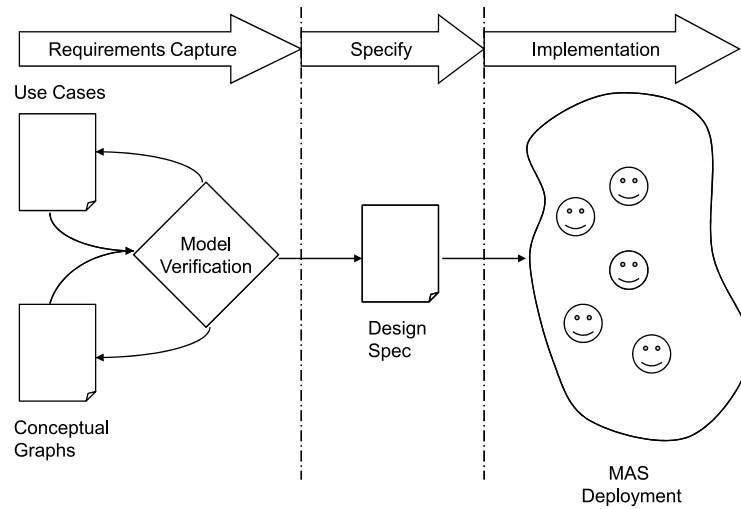 Requirements Capture
Specify
Implementation
Use Cases
Model
Verification
Design
Spec
Conceptual
Graphs
MAS
Deployment